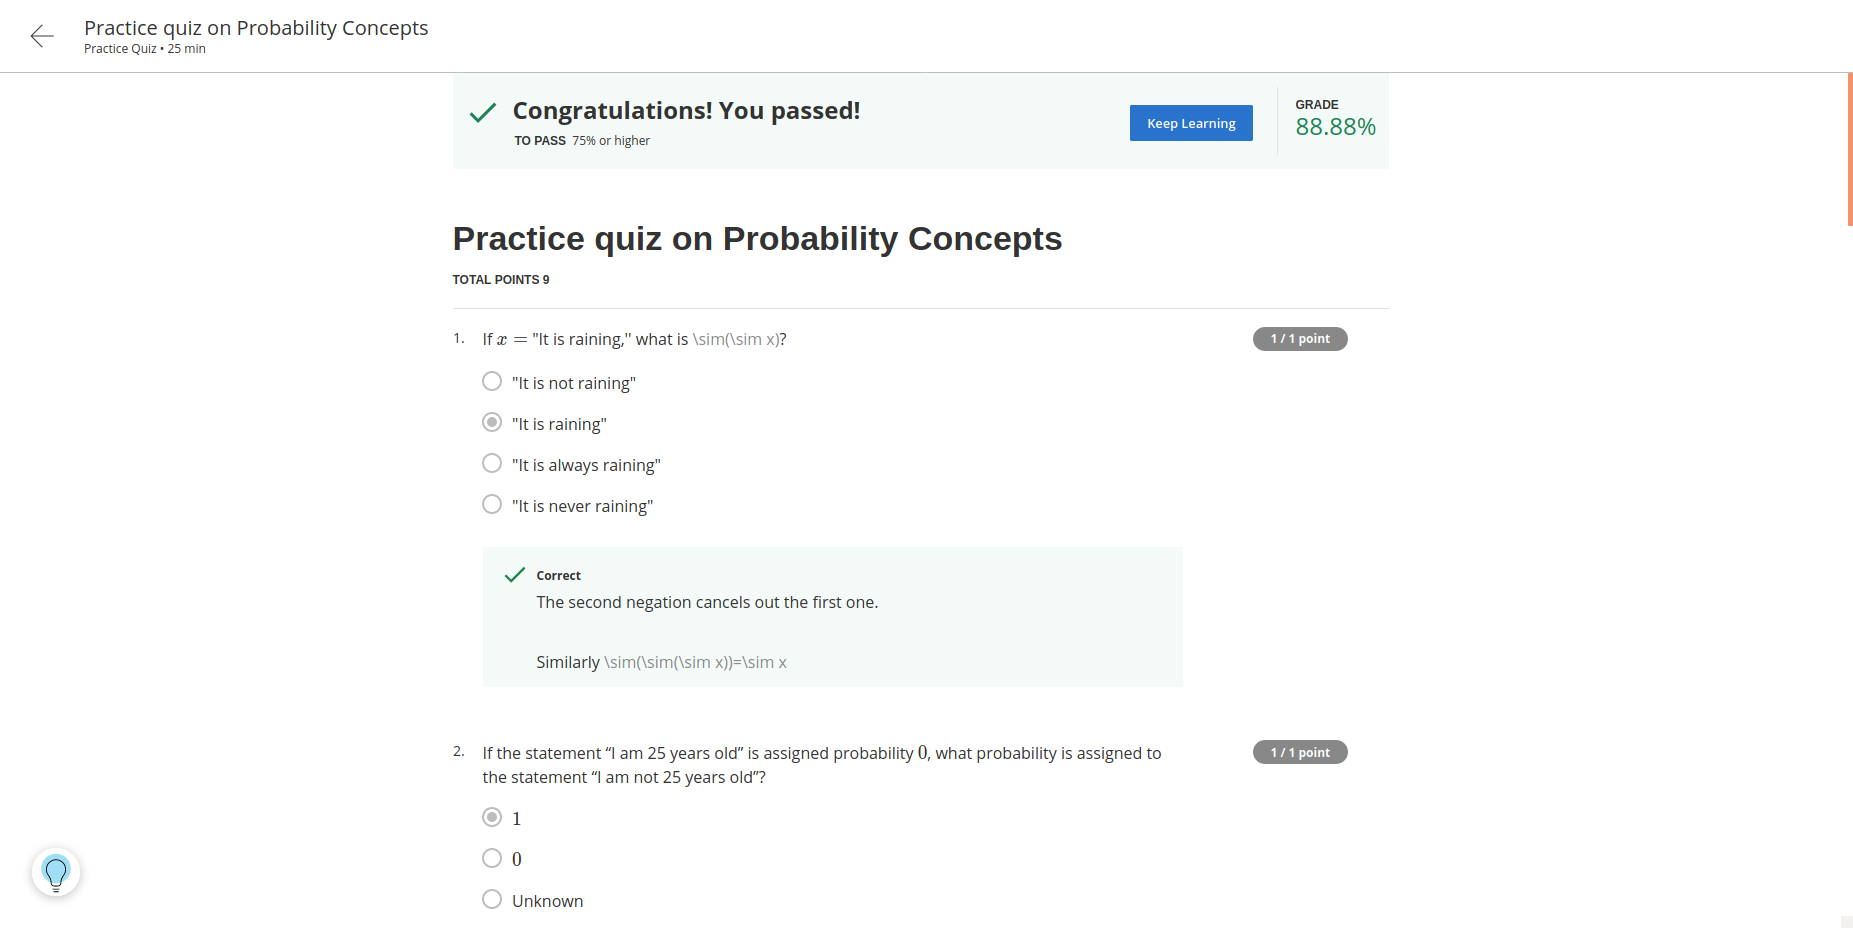 Practice quiz on Probability Concepts
Practice Quiz • 25 min
Congratulations! You passed!
TO PASS 75% or higher
Keep Learning
GRADE
88.88%
Practice quiz on Probability Concepts
TOTAL POINTS 9
1. If x = "It is raining,'' what is \sim(\sim x)?
1 / 1 point
"It is not raining"
"It is raining"
"It is always raining"
"It is never raining"
Correct
The second negation cancels out the first one.
Similarly \sim(\sim(\sim x))=\sim x
2. If the statement “I am 25 years old” is assigned probability 0, what probability is assigned to
the statement “I am not 25 years old”?
1 / 1 point
1
0
Unknown